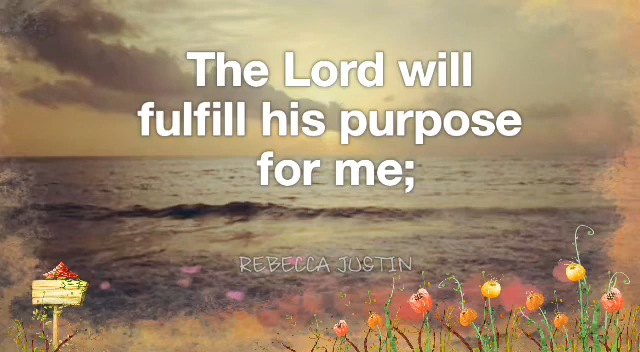 The Lord will
fulfill his purpose
for me;
REBECCA JUSTIN